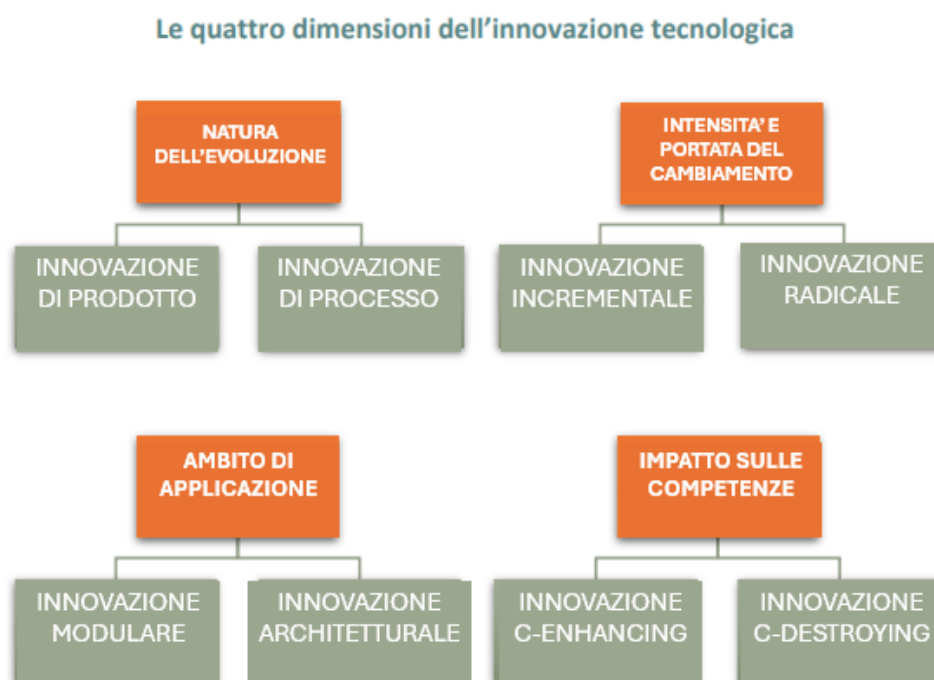 Le quattro dimensioni dell'innovazione tecnologica
NATURA
DELL'EVOLUZIONE
INNOVAZIONE
DI PRODOTTO
INNOVAZIONE
DI PROCESSO
INTENSITA' E
PORTATA DEL
CAMBIAMENTO
INNOVAZIONE
INCREMENTALE
INNOVAZIONE
RADICALE
AMBITO DI
APPLICAZIONE
INNOVAZIONE
MODULARE
INNOVAZIONE
ARCHITETTURALE
IMPATTO SULLE
COMPETENZE
INNOVAZIONE
C-ENHANCING
INNOVAZIONE
C-DESTROYING